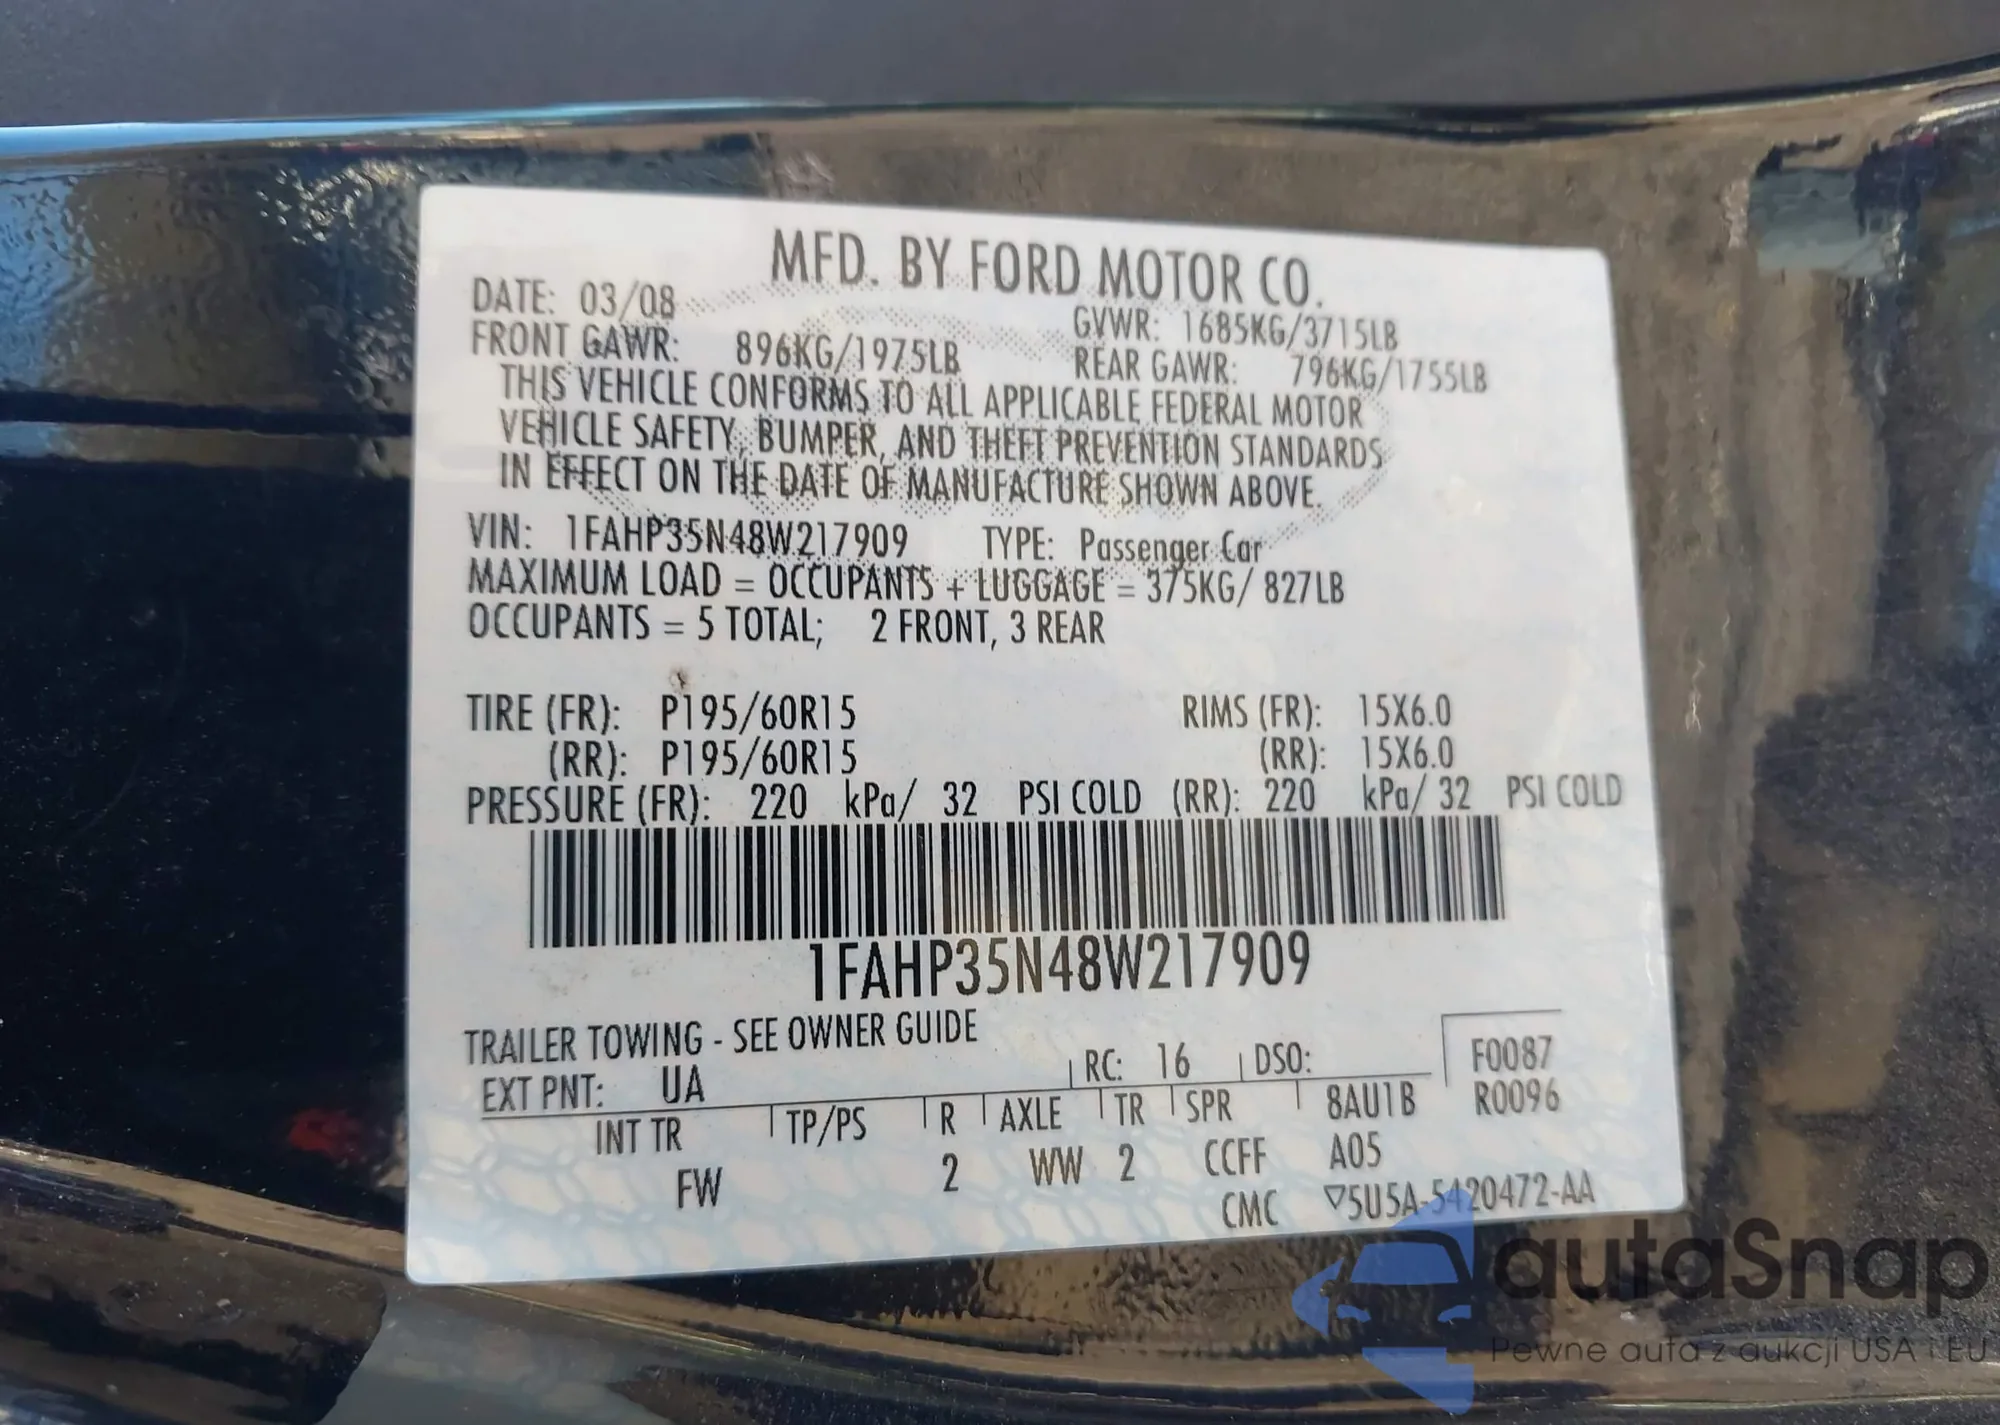 MFD. BY FORD MOTOR CO.
DATE: 03/08 GVWR: 1685KG/3715LB
FRONT GAWR: 896KG/1975LB REAR GAWR: 796KG/1755LB
THIS VEHICLE CONFORMS TO ALL APPLICABLE FEDERAL MOTOR
VEHICLE SAFETY, BUMPER, AND THEFT PREVENTION STANDARDS
IN EFFECT ON THE DATE OF MANUFACTURE SHOWN ABOVE.
VIN: 1FAHP35N48W217909 TYPE: Passenger Car
MAXIMUM LOAD = OCCUPANTS + LUGGAGE = 375KG/ 827LB
OCCUPANTS = 5 TOTAL; 2 FRONT, 3 REAR
TIRE (FR): P195/60R15 RIMS (FR): 15X6.0
(RR): P195/60R15 (RR): 15X6.0
PRESSURE (FR): 220 kPa/ 32 PSI COLD (RR): 220 kPa/ 32 PSI COLD
1FAHP35N48W217909
TRAILER TOWING - SEE OWNER GUIDE
EXT PNT: UA RC: 16 DSO: F0087
INT TR TP/PS R AXLE TR SPR 8AU1B R0096
FW 2 WW 2 CCFF A05
CMC ▽5U5A-5420472-AA
autaSnap
Pewne auta z aukcji USA i EU